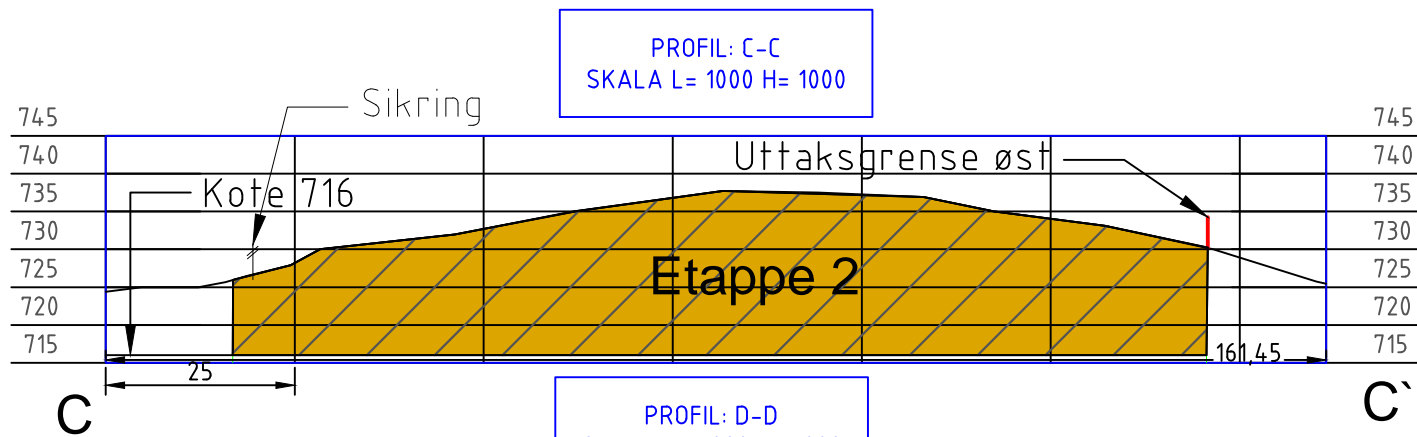 PROFIL: C-C
SKALA L= 1000 H= 1000
Sikring
745 745
740 Uttaksgrense øst 740
735 Kote 716 735
730 730
725 Etappe 2 725
720 720
715 161,45 715
25
C C`
PROFIL: D-D